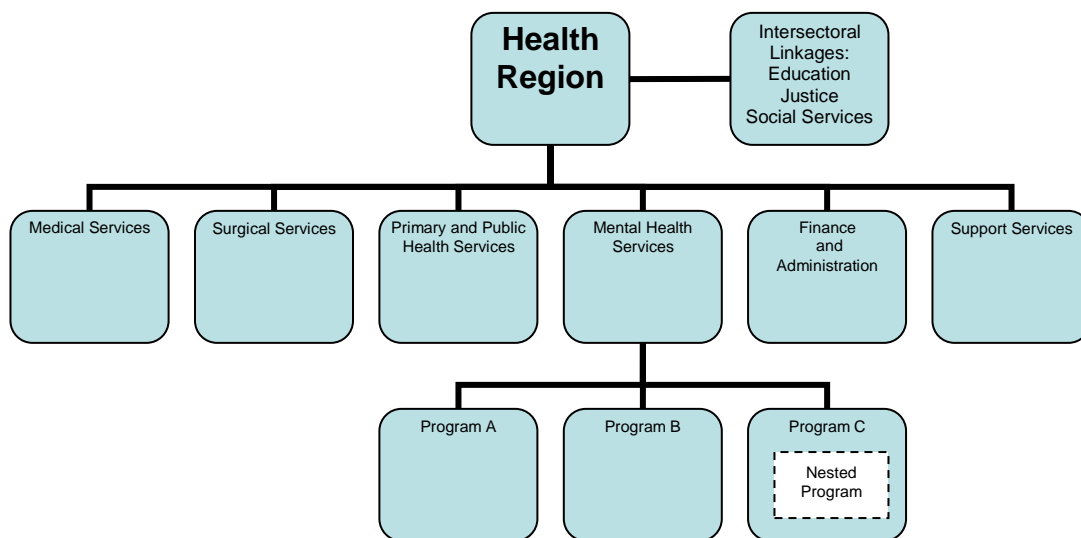 Health
Region
Intersectoral
Linkages:
Education
Justice
Social Services
Medical Services
Surgical Services
Primary and Public
Health Services
Mental Health
Services
Finance
and
Administration
Support Services
Program A
Program B
Program C
Nested
Program